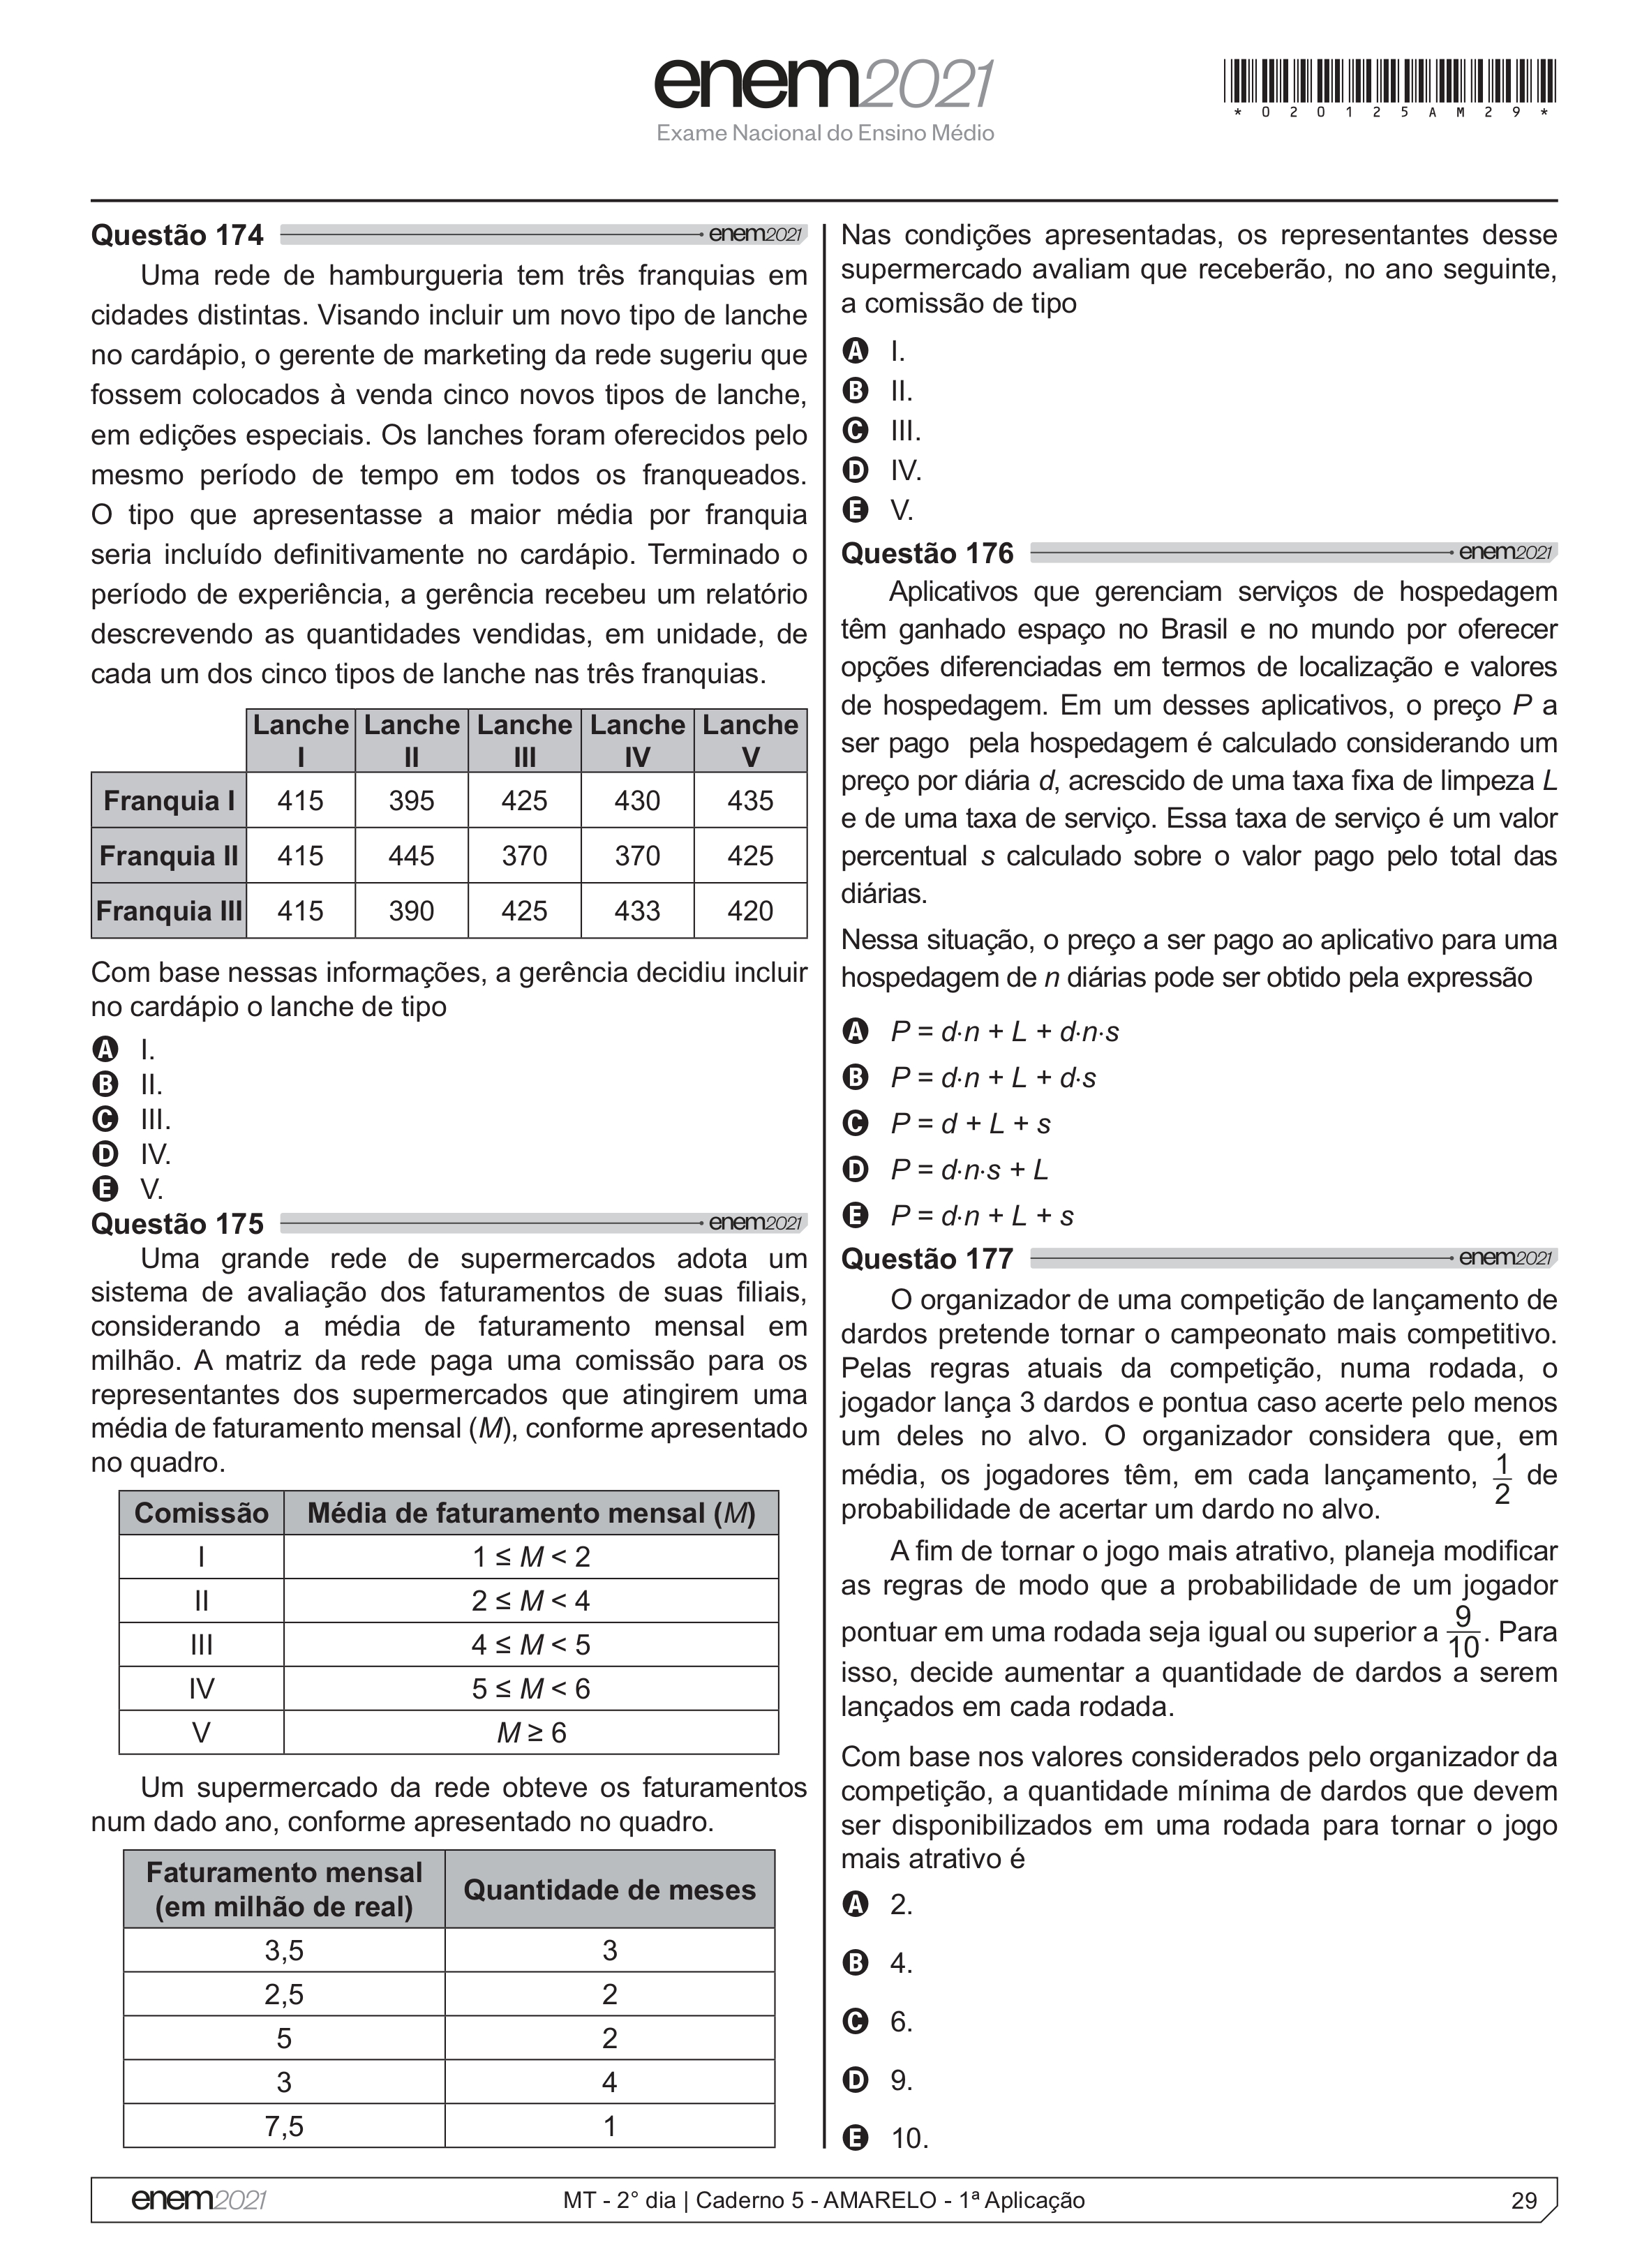 enem2021
Exame Nacional do Ensino Médio
*020125AM29*
Questão 174 enem2021
Uma rede de hamburgueria tem três franquias em
cidades distintas. Visando incluir um novo tipo de lanche
no cardápio, o gerente de marketing da rede sugeriu que
fossem colocados à venda cinco novos tipos de lanche,
em edições especiais. Os lanches foram oferecidos pelo
mesmo período de tempo em todos os franqueados.
O tipo que apresentasse a maior média por franquia
seria incluído definitivamente no cardápio. Terminado o
período de experiência, a gerência recebeu um relatório
descrevendo as quantidades vendidas, em unidade, de
cada um dos cinco tipos de lanche nas três franquias.
Lanche I Lanche II Lanche III Lanche IV Lanche V
Franquia I 415 395 425 430 435
Franquia II 415 445 370 370 425
Franquia III 415 390 425 433 420
Com base nessas informações, a gerência decidiu incluir
no cardápio o lanche de tipo
A I.
B II.
C III.
D IV.
E V.
Questão 175 enem2021
Uma grande rede de supermercados adota um
sistema de avaliação dos faturamentos de suas filiais,
considerando a média de faturamento mensal em
milhão. A matriz da rede paga uma comissão para os
representantes dos supermercados que atingirem uma
média de faturamento mensal (M), conforme apresentado
no quadro.
Comissão Média de faturamento mensal (M)
I 1 ≤ M < 2
II 2 ≤ M < 4
III 4 ≤ M < 5
IV 5 ≤ M < 6
V M ≥ 6
Um supermercado da rede obteve os faturamentos
num dado ano, conforme apresentado no quadro.
Faturamento mensal (em milhão de real) Quantidade de meses
3,5 3
2,5 2
5 2
3 4
7,5 1
Nas condições apresentadas, os representantes desse
supermercado avaliam que receberão, no ano seguinte,
a comissão de tipo
A I.
B II.
C III.
D IV.
E V.
Questão 176 enem2021
Aplicativos que gerenciam serviços de hospedagem
têm ganhado espaço no Brasil e no mundo por oferecer
opções diferenciadas em termos de localização e valores
de hospedagem. Em um desses aplicativos, o preço P a
ser pago pela hospedagem é calculado considerando um
preço por diária d, acrescido de uma taxa fixa de limpeza L
e de uma taxa de serviço. Essa taxa de serviço é um valor
percentual s calculado sobre o valor pago pelo total das
diárias.
Nessa situação, o preço a ser pago ao aplicativo para uma
hospedagem de n diárias pode ser obtido pela expressão
A P = d·n + L + d·n·s
B P = d·n + L + d·s
C P = d + L + s
D P = d·n·s + L
E P = d·n + L + s
Questão 177 enem2021
O organizador de uma competição de lançamento de
dardos pretende tornar o campeonato mais competitivo.
Pelas regras atuais da competição, numa rodada, o
jogador lança 3 dardos e pontua caso acerte pelo menos
um deles no alvo. O organizador considera que, em
média, os jogadores têm, em cada lançamento, 1/2 de
probabilidade de acertar um dardo no alvo.
A fim de tornar o jogo mais atrativo, planeja modificar
as regras de modo que a probabilidade de um jogador
pontuar em uma rodada seja igual ou superior a 9/10. Para
isso, decide aumentar a quantidade de dardos a serem
lançados em cada rodada.
Com base nos valores considerados pelo organizador da
competição, a quantidade mínima de dardos que devem
ser disponibilizados em uma rodada para tornar o jogo
mais atrativo é
A 2.
B 4.
C 6.
D 9.
E 10.
enem2021 MT - 2° dia | Caderno 5 - AMARELO - 1ª Aplicação 29